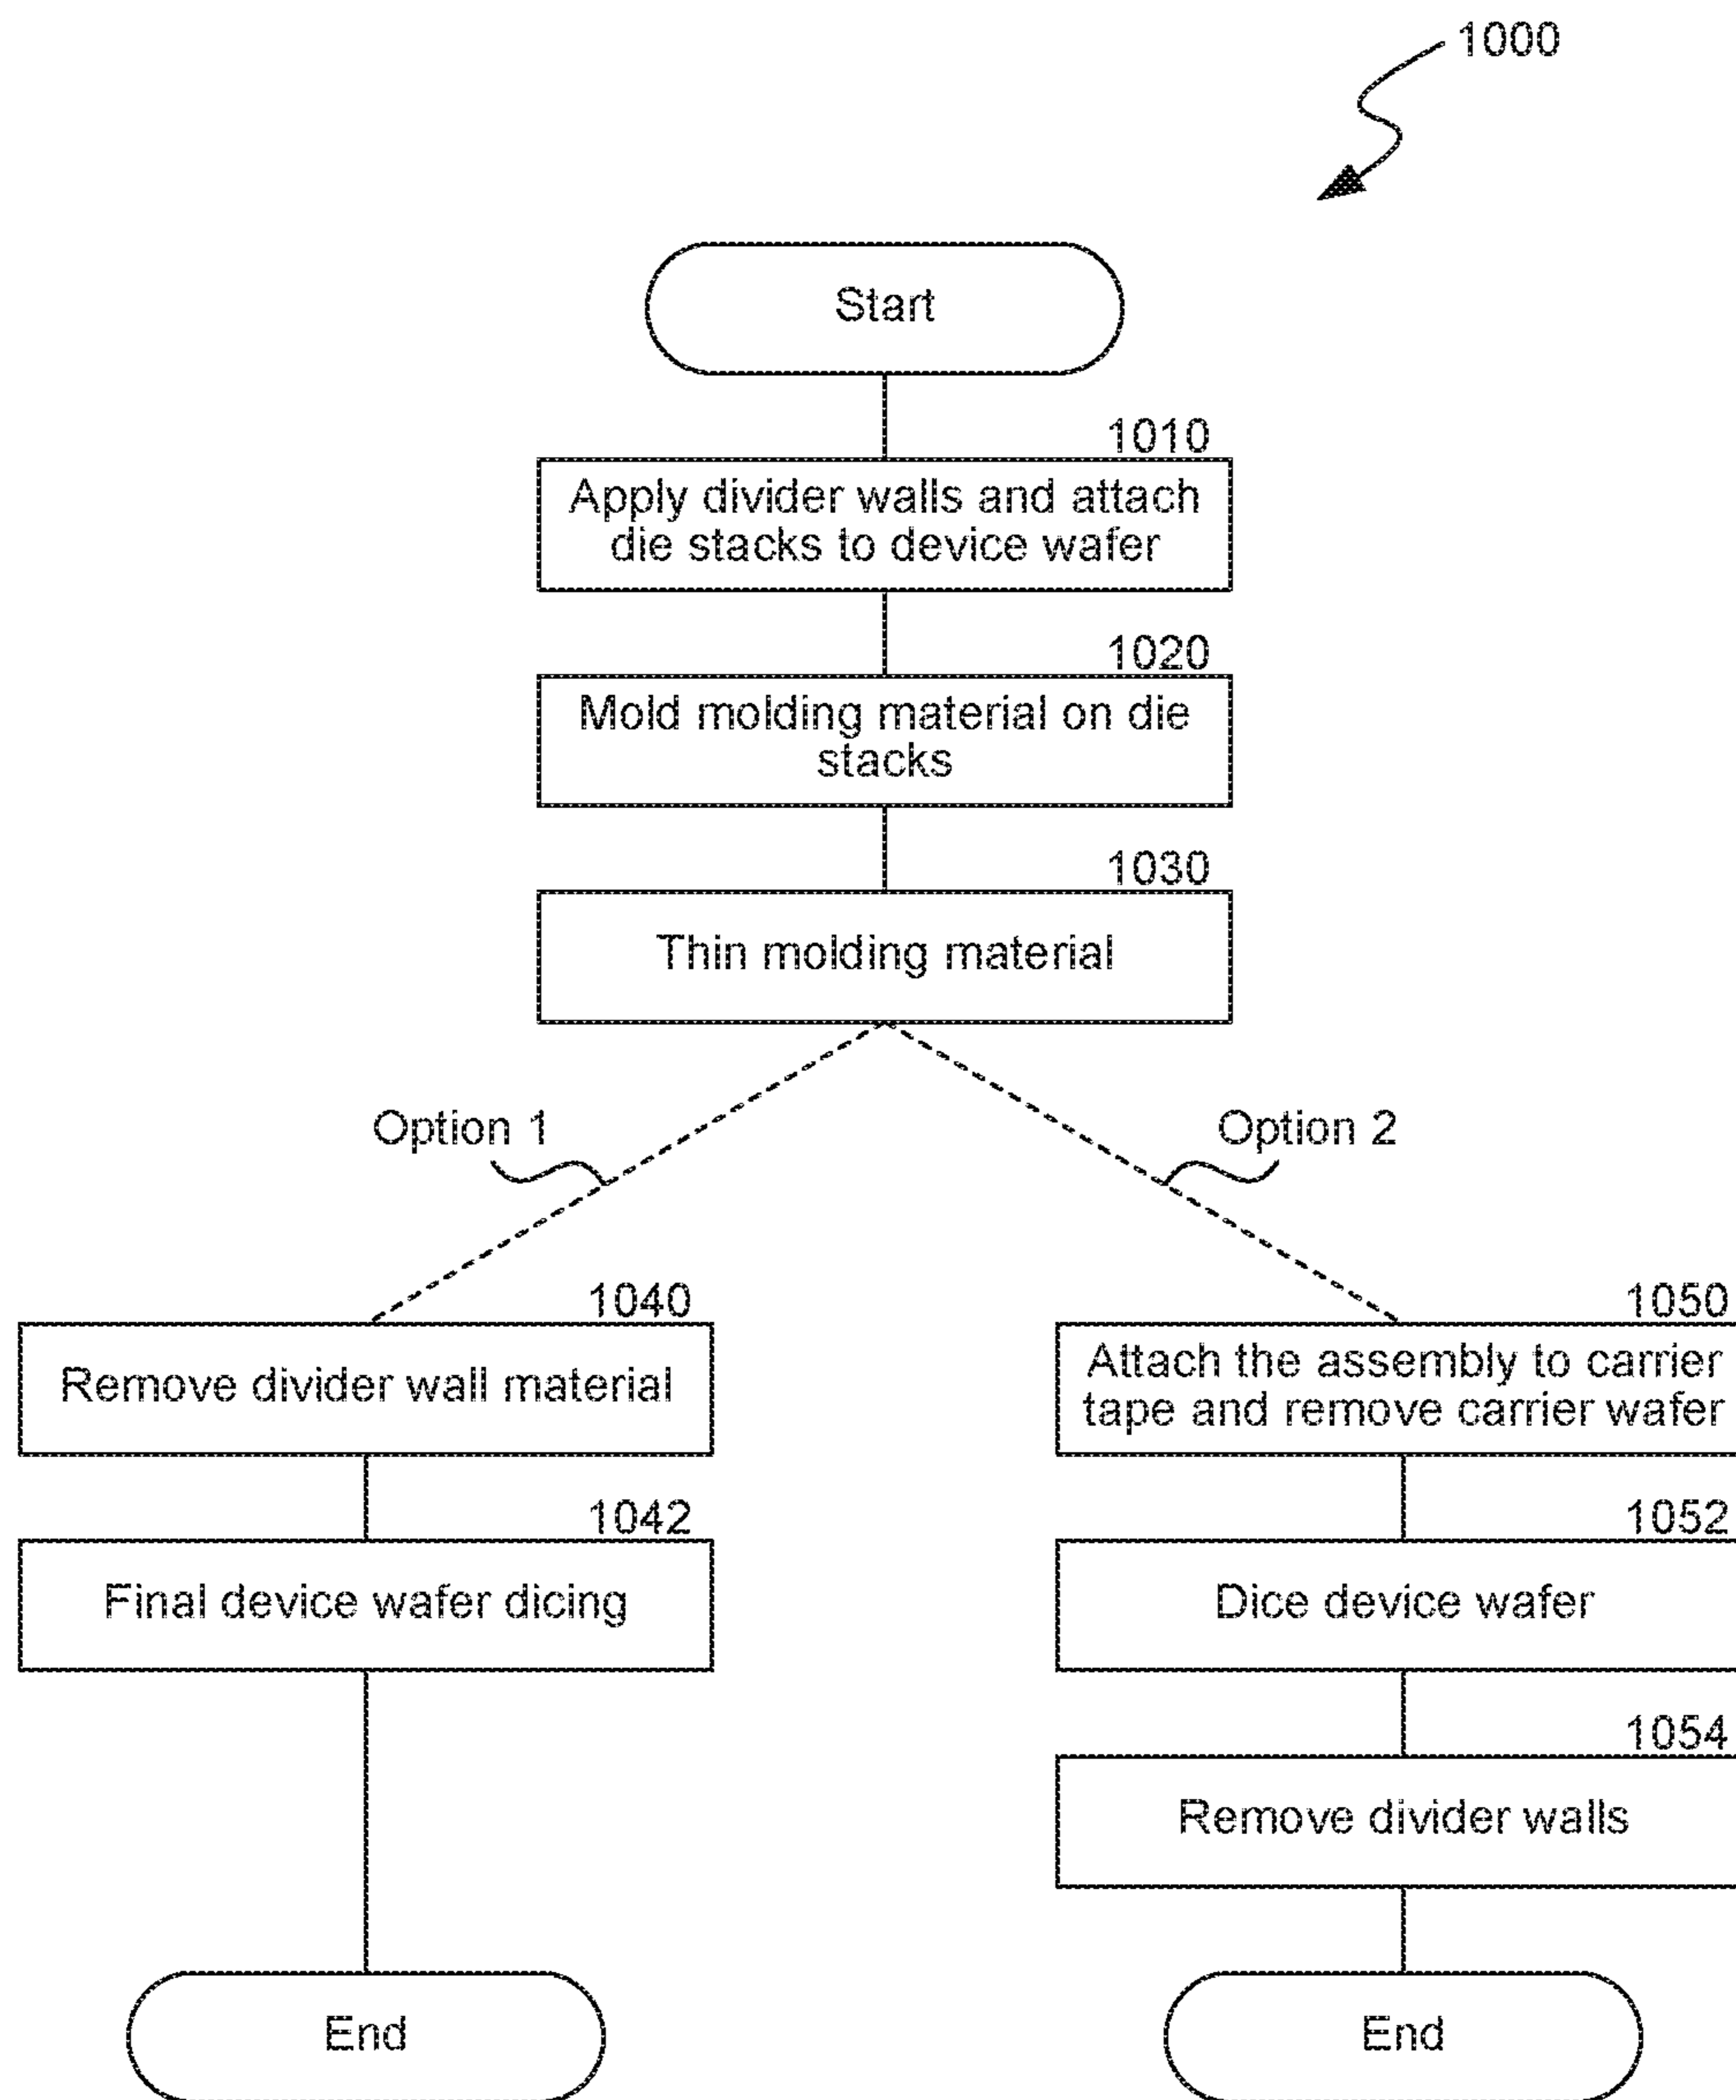 1000
Start
1010
Apply divider walls and attach
die stacks to device wafer
1020
Mold molding material on die
stacks
1030
Thin molding material
Option 1
Option 2
1040
Remove divider wall material
1042
Final device wafer dicing
End
1050
Attach the assembly to carrier
tape and remove carrier wafer
1052
Dice device wafer
1054
Remove divider walls
End